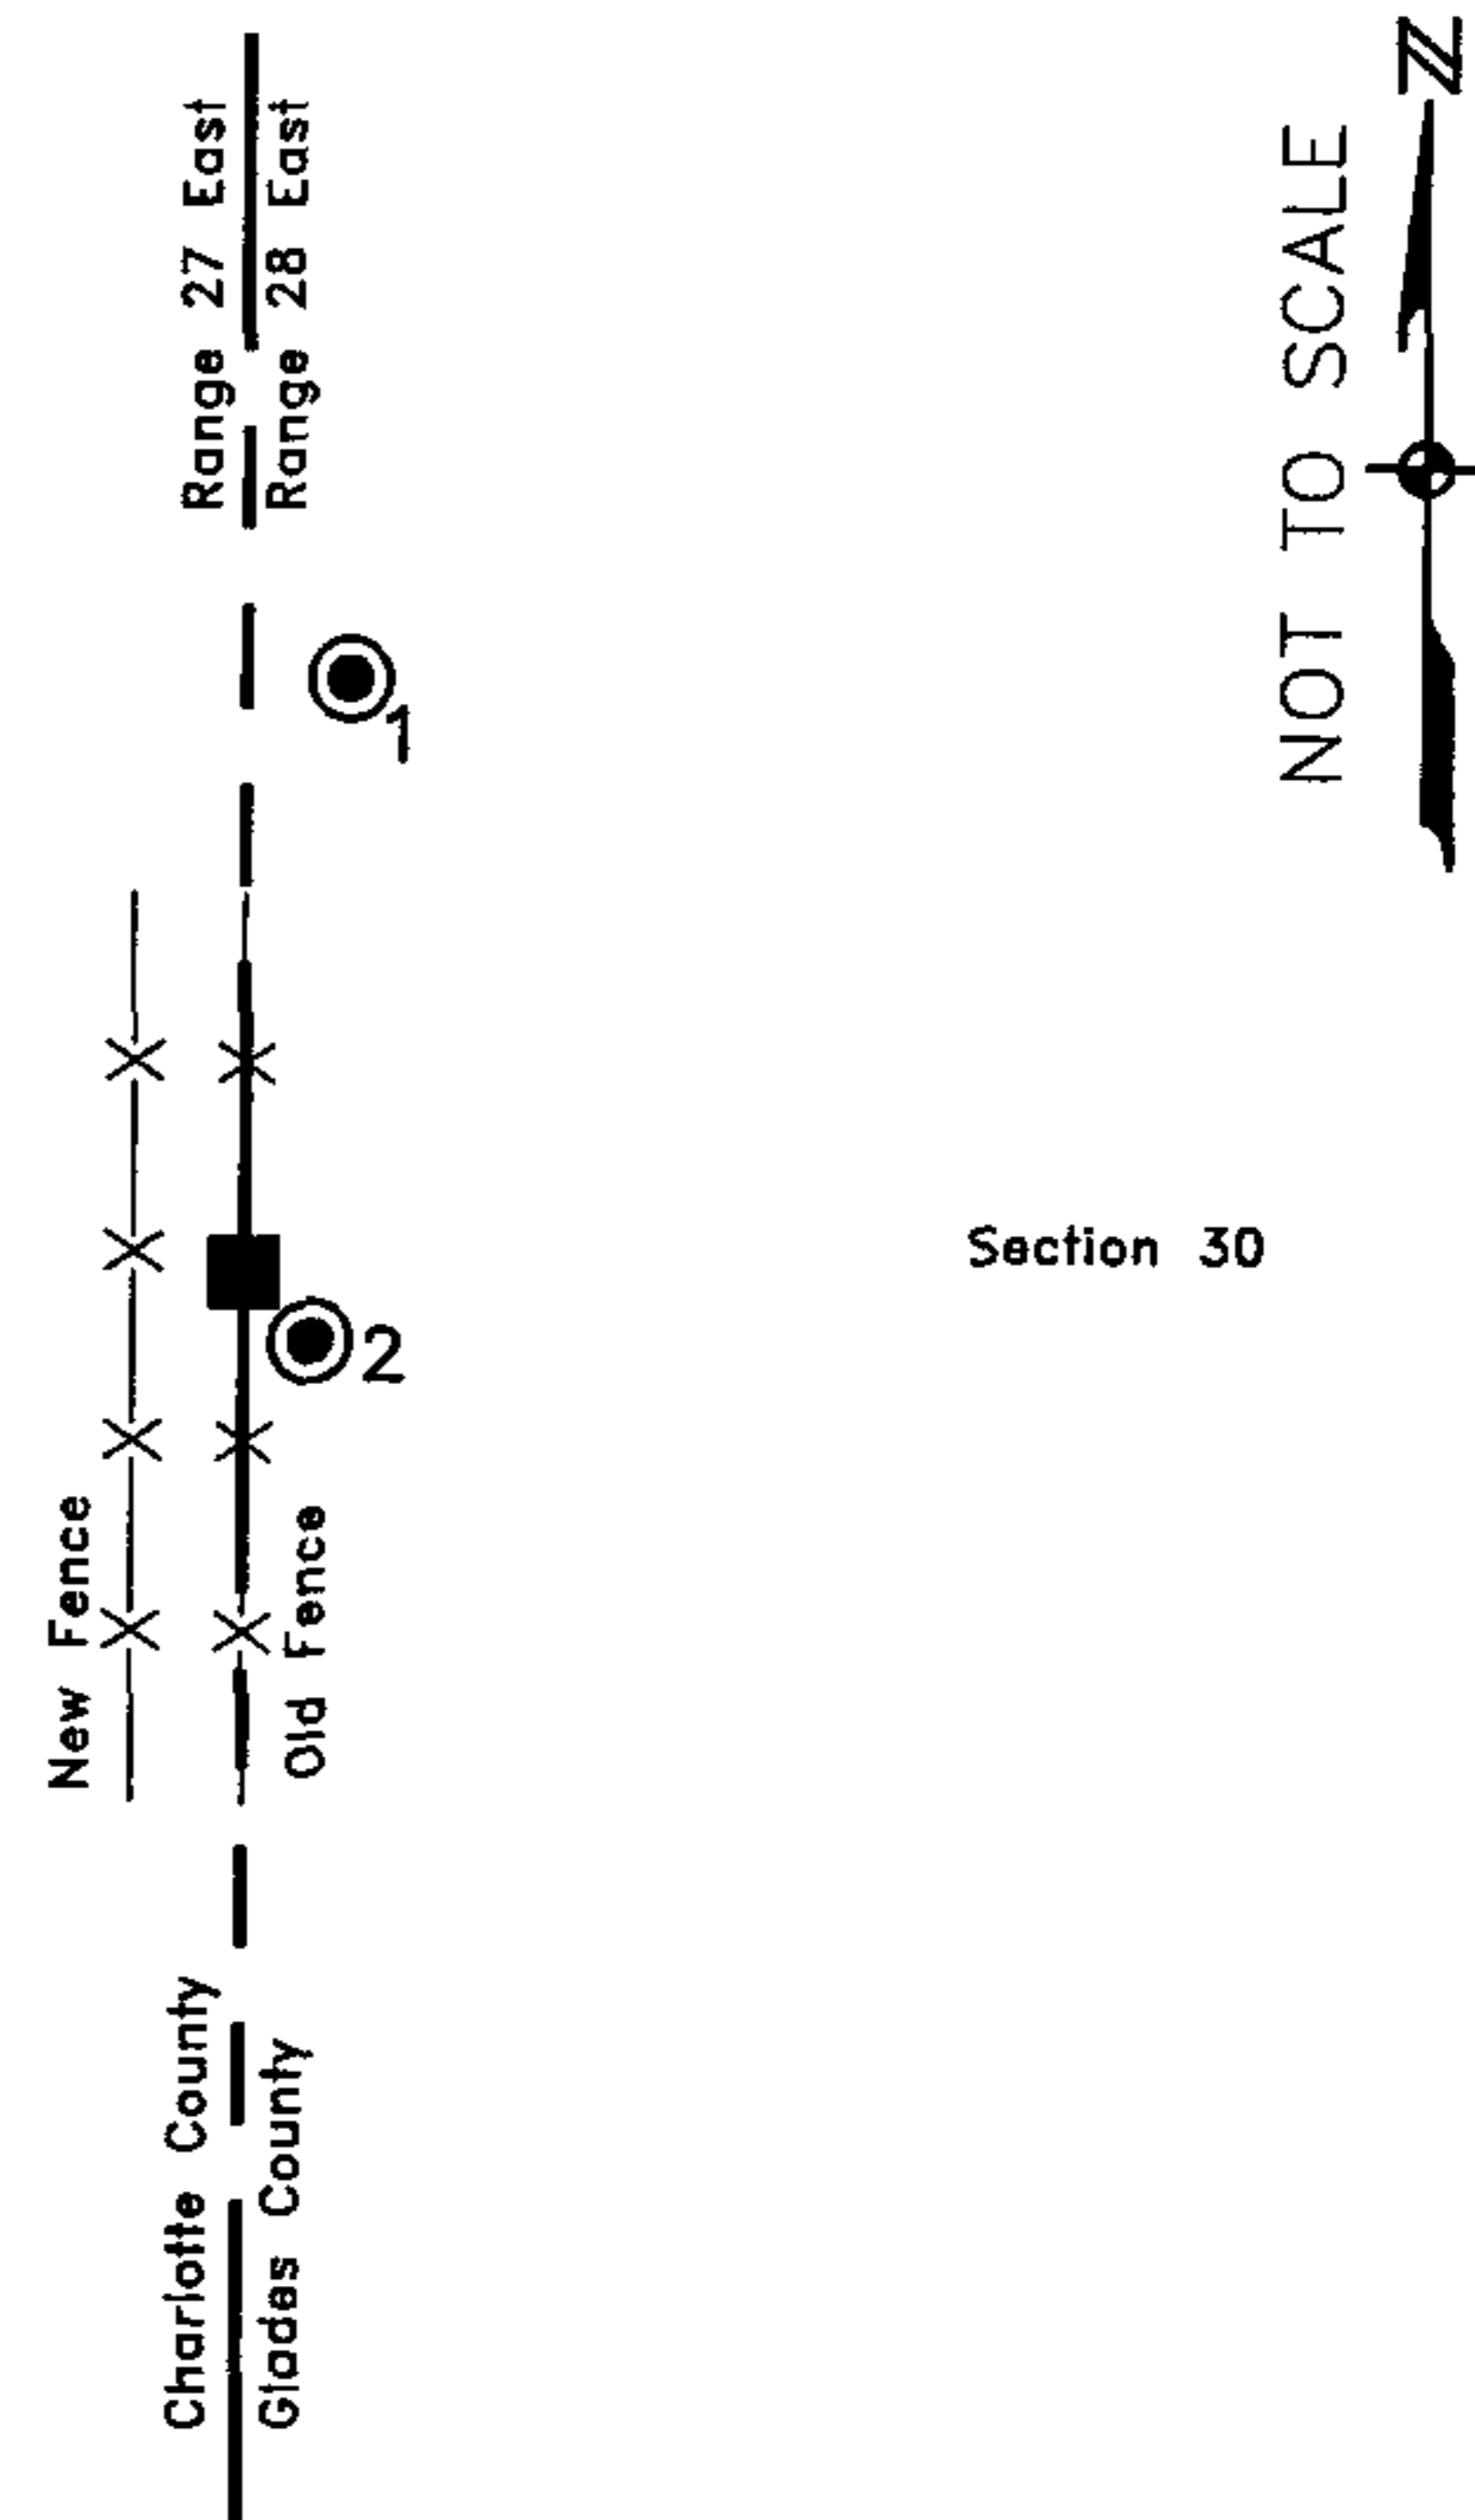 Range 27 East
Range 28 East
N
NOT TO SCALE
1
Section 30
2
New Fence
Old Fence
Charlotte County
Glades County